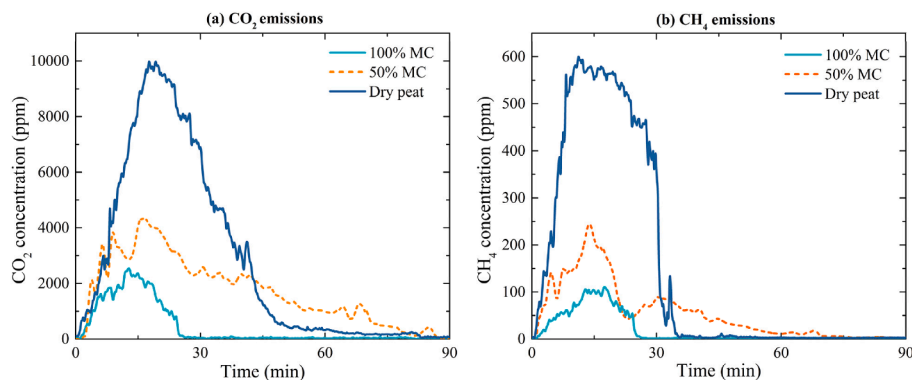 (a) CO2 emissions
100% MC
50% MC
Dry peat
10000
8000
6000
4000
2000
0
CO2 concentration (ppm)
0 30 60 90
Time (min)
(b) CH4 emissions
100% MC
50% MC
Dry peat
600
500
400
300
200
100
0
CH4 concentration (ppm)
0 30 60 90
Time (min)